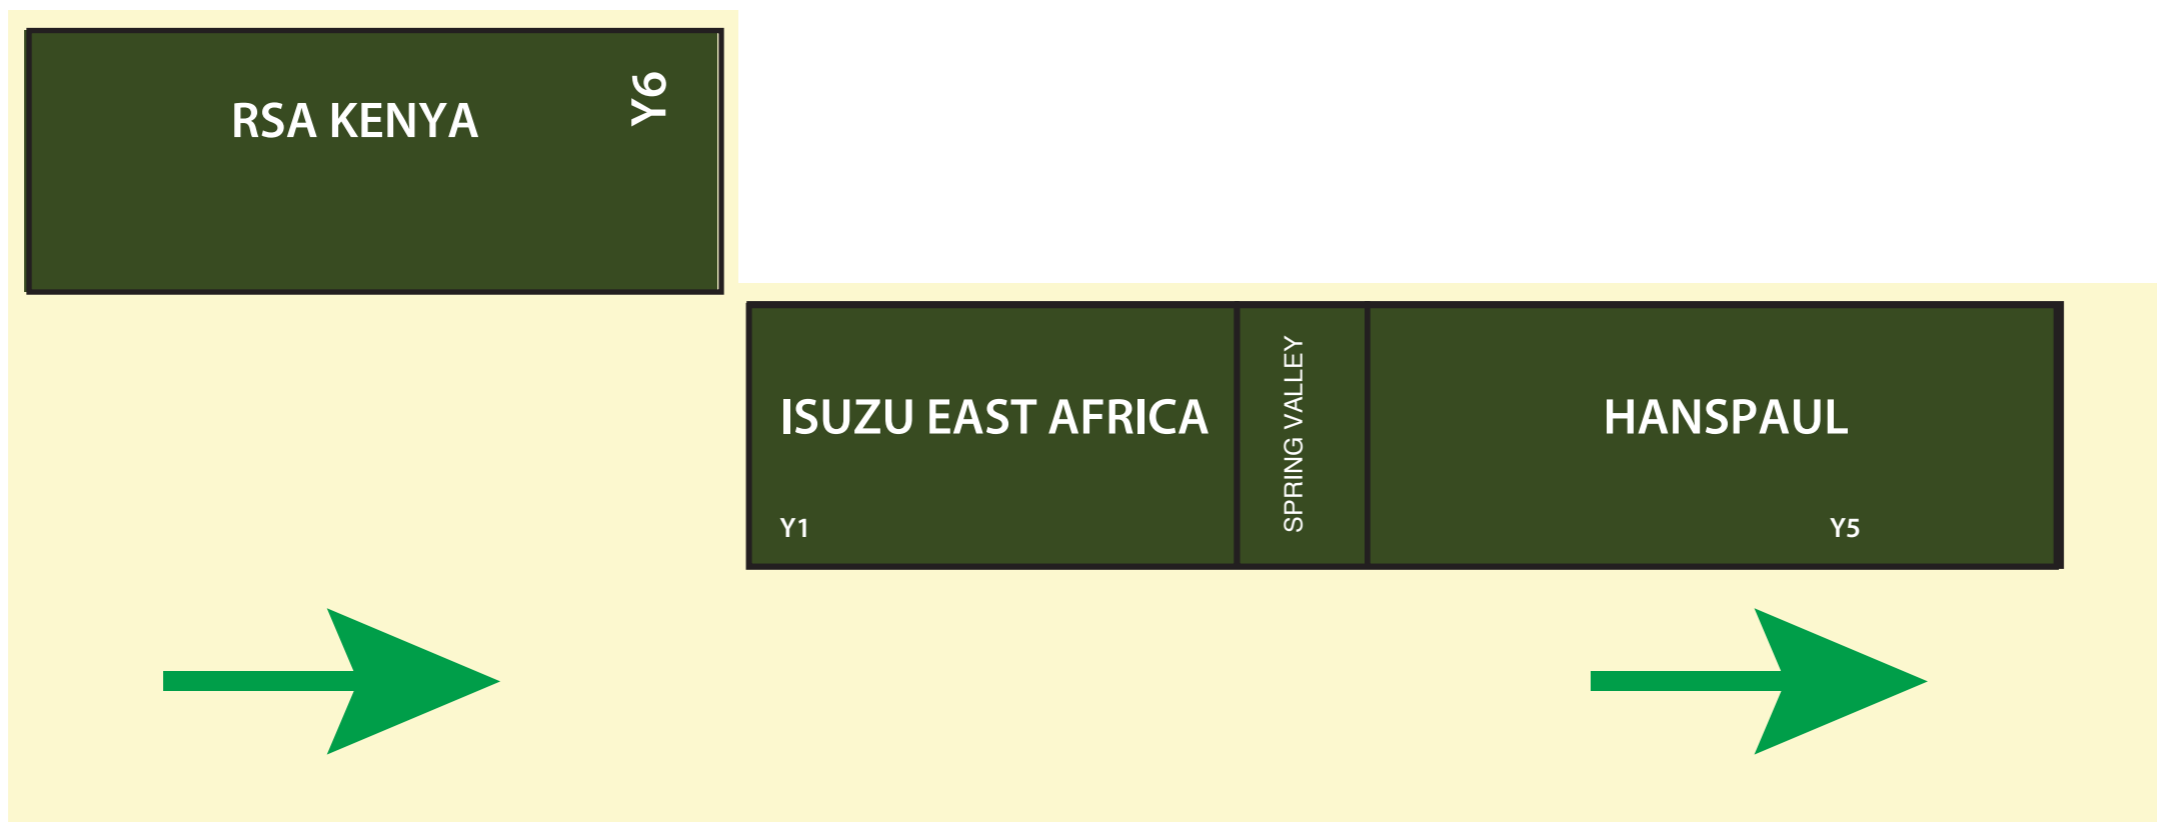 RSA KENYA
Y6
ISUZU EAST AFRICA
Y1
SPRING VALLEY
HANSPAUL
Y5